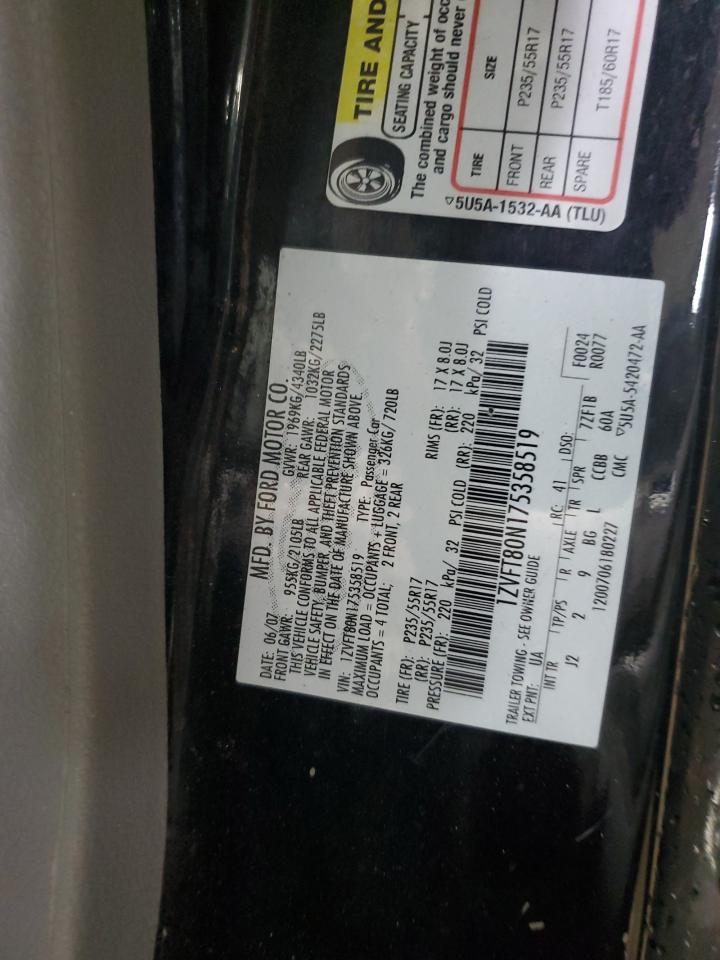 MFD. BY FORD MOTOR CO.
DATE: 06/07 GVWR: 1969KG/4340LB
FRONT GAWR: 955KG/2105LB REAR GAWR: 1032KG/2275LB
THIS VEHICLE CONFORMS TO ALL APPLICABLE FEDERAL MOTOR
VEHICLE SAFETY, BUMPER, AND THEFT PREVENTION STANDARDS
IN EFFECT ON THE DATE OF MANUFACTURE SHOWN ABOVE.
VIN: 1ZVFT80N175358519 TYPE: Passenger Car
MAXIMUM LOAD = OCCUPANTS + LUGGAGE = 326KG/720LB
OCCUPANTS = 4 TOTAL; 2 FRONT, 2 REAR
TIRE (FR): P235/55R17 RIMS (FR): 17 X 8.0J
(RR): P235/55R17 (RR): 17 X 8.0J
PRESSURE (FR): 220 kPa/ 32 PSI COLD (RR): 220 kPa/ 32 PSI COLD
1ZVFT80N175358519
TRAILER TOWING - SEE OWNER GUIDE
EXT PNT: UA RC: 41 DSO:
INT TR TP/PS R AXLE TR SPR 7ZF1B F0024
J2 2 9 BG L CCBB 60A R0077
1200706180227 CMC
▽5U5A-5420472-AA
TIRE AND
SEATING CAPACITY
The combined weight of occ
and cargo should never
TIRE SIZE
FRONT P235/55R17
REAR P235/55R17
SPARE T185/60R17
▽5U5A-1532-AA (TLU)